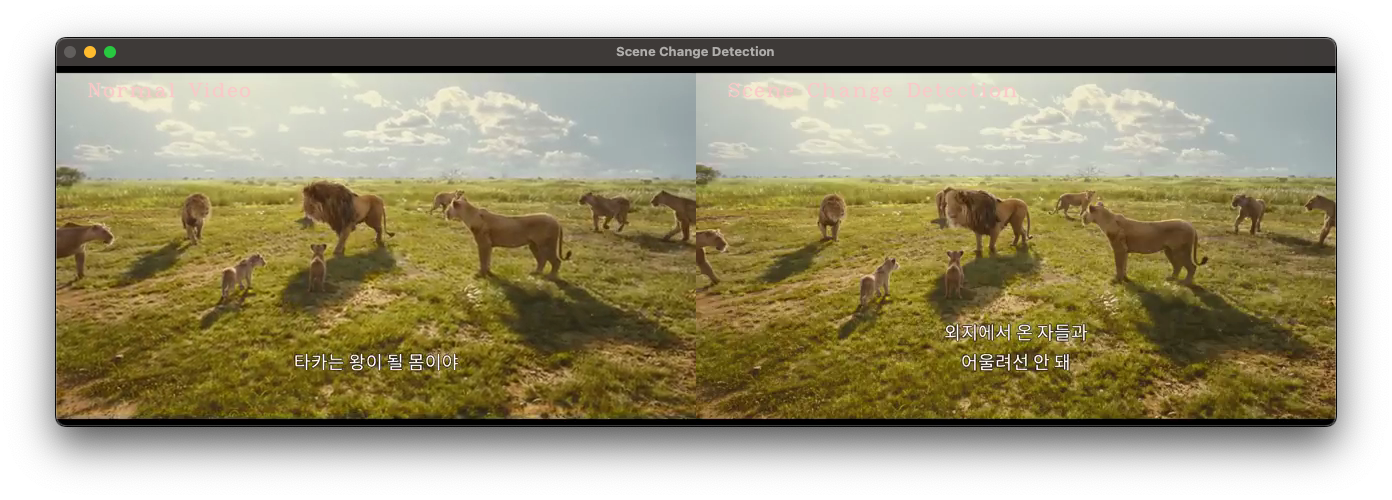 Scene Change Detection
Normal Video
타카는 왕이 될 몸이야
Scene Change Detection
외지에서 온 자들과
어울려선 안 돼